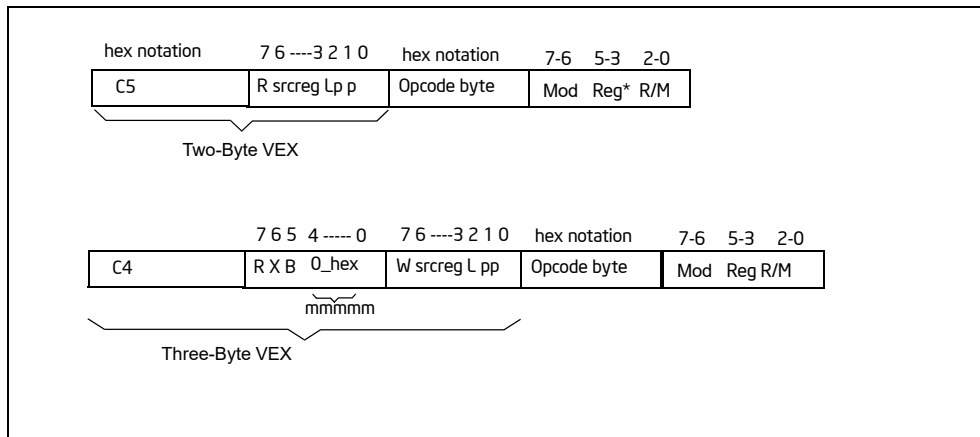 hex notation 7 6 ----3 2 1 0 hex notation 7-6 5-3 2-0
C5 R srcreg Lp p Opcode byte Mod Reg* R/M
Two-Byte VEX
7 6 5 4 ----- 0 7 6 ----3 2 1 0 hex notation 7-6 5-3 2-0
C4 R X B 0_hex W srcreg L pp Opcode byte Mod Reg R/M
mmmmm
Three-Byte VEX